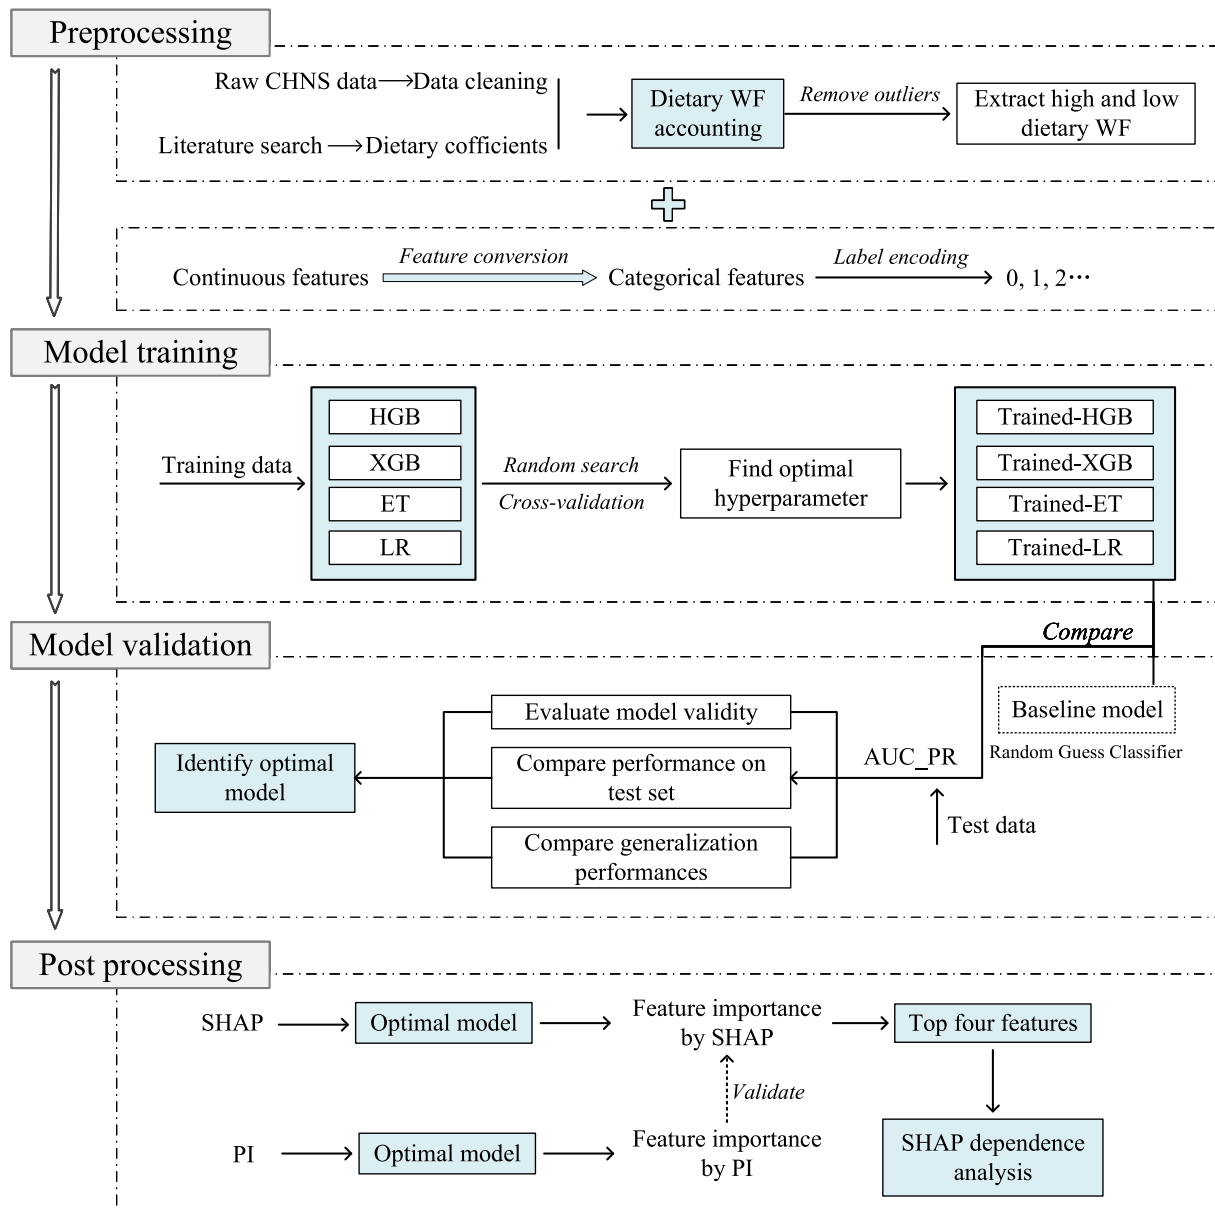 Preprocessing
Raw CHNS data
Data cleaning
Literature search
Dietary cofficients
Dietary WF
accounting
Remove outliers
Extract high and low
dietary WF
Continuous features
Feature conversion
Categorical features
Label encoding
0, 1, 2···
Model training
Training data
HGB
XGB
ET
LR
Random search
Cross-validation
Find optimal
hyperparameter
Trained-HGB
Trained-XGB
Trained-ET
Trained-LR
Model validation
Compare
Baseline model
Random Guess Classifier
AUC_PR
Test data
Evaluate model validity
Compare performance on
test set
Compare generalization
performances
Identify optimal
model
Post processing
SHAP
Optimal model
Feature importance
by SHAP
Top four features
Validate
PI
Optimal model
Feature importance
by PI
SHAP dependence
analysis